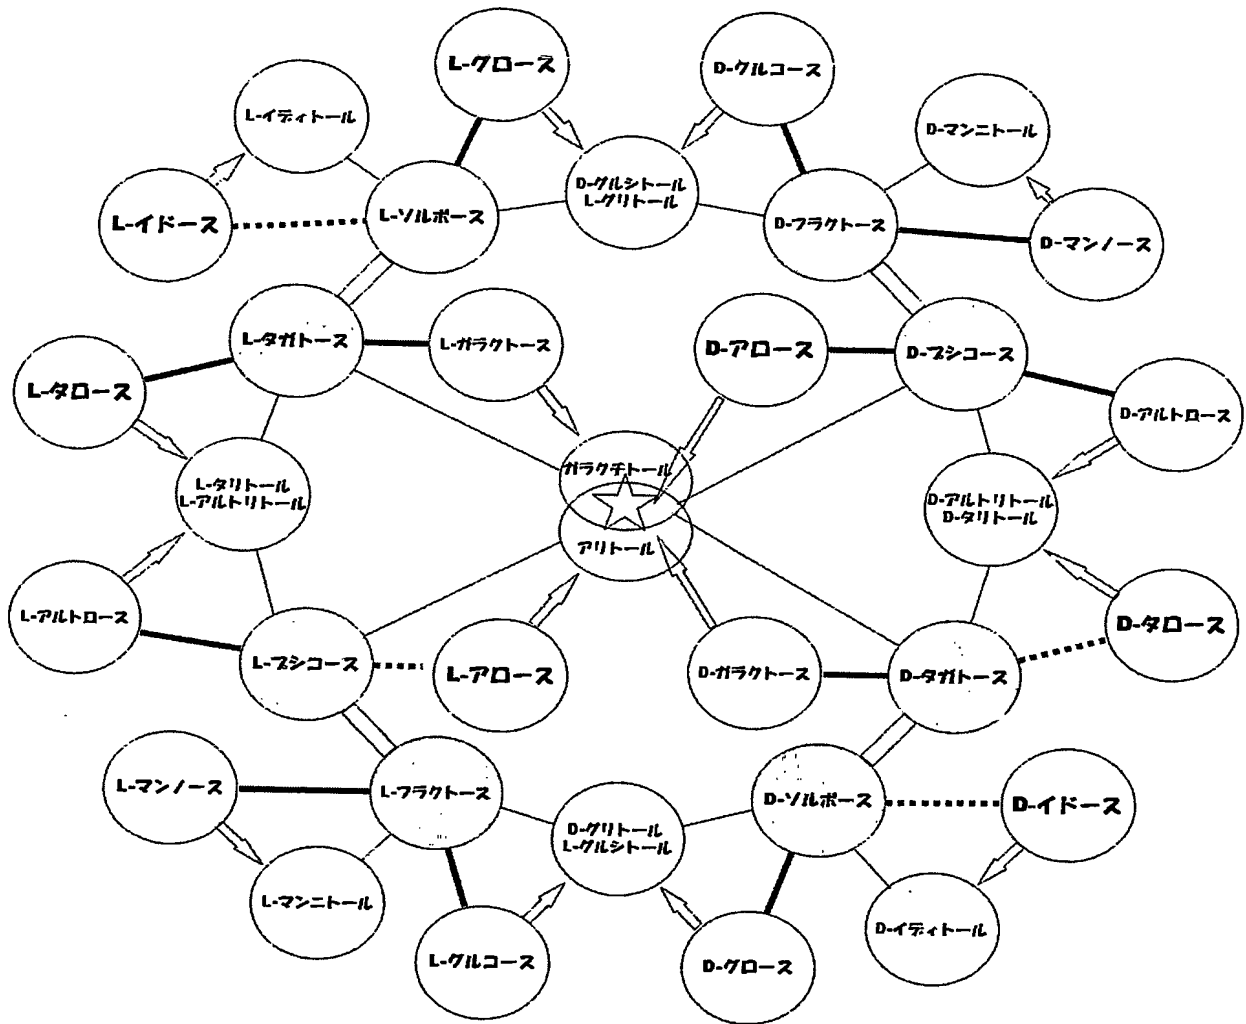 L-グロース
D-グルコース
L-イディトール
D-マンニトール
D-グルシトール
L-グリトール
L-イドース
L-ソルボース
D-フラクトース
D-マンノース
L-タガトース
L-ガラクトース
D-アロース
D-プシコース
L-タロース
D-アルトロース
ガラクチトール
L-タリトール
L-アルトリトール
D-アルトリトール
D-タリトール
アリトール
L-アルトロース
D-タロース
L-プシコース
L-アロース
D-ガラクトース
D-タガトース
L-マンノース
L-フラクトース
D-ソルボース
D-イドース
D-グリトール
L-グルシトール
L-マンニトール
D-イディトール
L-グルコース
D-グロース